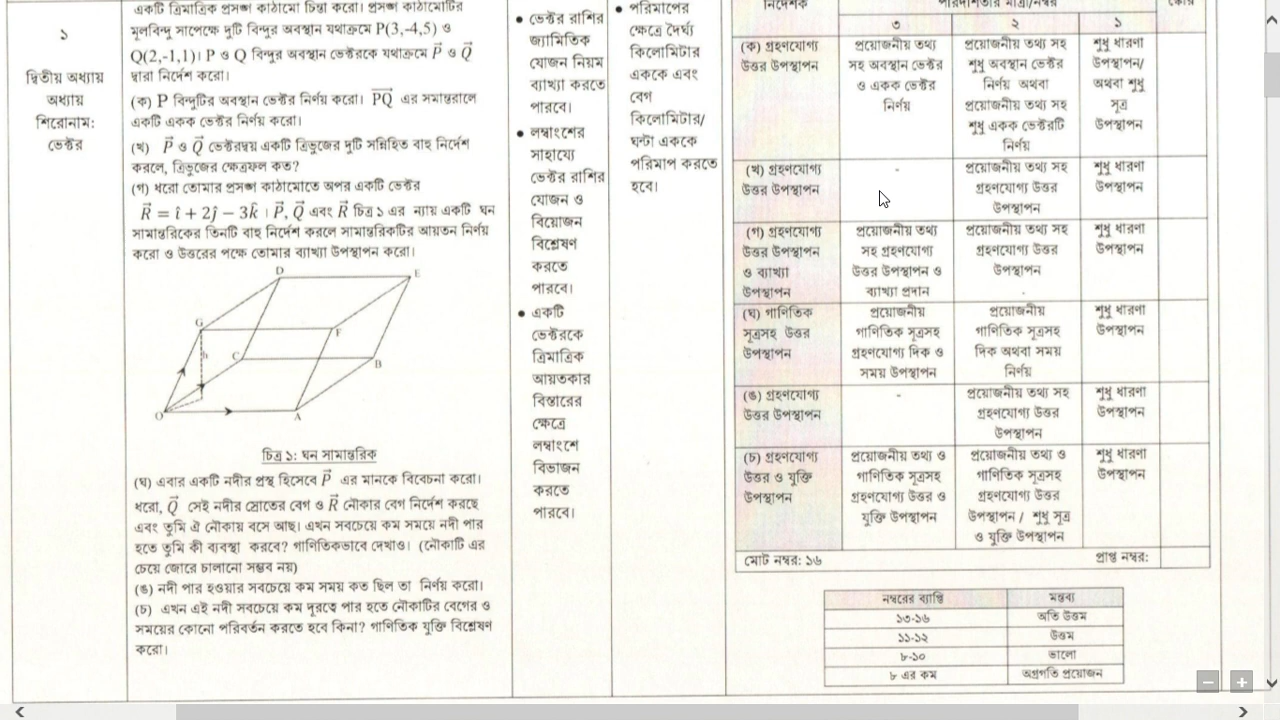 ১
দ্বিতীয় অধ্যায়
অধ্যায়
শিরোনাম:
ভেক্টর
একটি ত্রিমাত্রিক প্রসঙ্গ কাঠামো চিন্তা করো। প্রসঙ্গ কাঠামোটির
মূলবিন্দু সাপেক্ষে দুটি বিন্দুর অবস্থান যথাক্রমে P(3,-4,5) ও
Q(2,-1,1)। P ও Q বিন্দুর অবস্থান ভেক্টরকে যথাক্রমে P⃗ ও Q⃗
দ্বারা নির্দেশ করো।
(ক) P বিন্দুটির অবস্থান ভেক্টর নির্ণয় করো। PQ⃗ এর সমান্তরালে
একটি একক ভেক্টর নির্ণয় করো।
(খ) P⃗ ও Q⃗ ভেক্টরদ্বয় একটি ত্রিভুজের দুটি সন্নিহিত বাহু নির্দেশ
করলে, ত্রিভুজের ক্ষেত্রফল কত?
(গ) ধরো তোমার প্রসঙ্গ কাঠামোতে অপর একটি ভেক্টর
R⃗ = î + 2ĵ − 3k̂ । P⃗, Q⃗ এবং R⃗ চিত্র ১ এর ন্যায় একটি ঘন
সামান্তরিকের তিনটি বাহু নির্দেশ করলে সামান্তরিকটির আয়তন নির্ণয়
করো ও উত্তরের পক্ষে তোমার ব্যাখ্যা উপস্থাপন করো।
D
E
G
F
h
C
B
O
A
চিত্র ১: ঘন সামান্তরিক
(ঘ) এবার একটি নদীর প্রস্থ হিসেবে P⃗ এর মানকে বিবেচনা করো।
ধরো, Q⃗ সেই নদীর স্রোতের বেগ ও R⃗ নৌকার বেগ নির্দেশ করছে
এবং তুমি ঐ নৌকায় বসে আছ। এখন সবচেয়ে কম সময়ে নদী পার
হতে তুমি কী ব্যবস্থা করবে? গাণিতিকভাবে দেখাও। (নৌকাটি এর
চেয়ে জোরে চালানো সম্ভব নয়)
(ঙ) নদী পার হওয়ার সবচেয়ে কম সময় কত ছিল তা নির্ণয় করো।
(চ) এখন এই নদী সবচেয়ে কম দূরত্বে পার হতে নৌকাটির বেগের ও
সময়ের কোনো পরিবর্তন করতে হবে কিনা? গাণিতিক যুক্তি বিশ্লেষণ
করো।
• ভেক্টর রাশির
জ্যামিতিক
যোজন নিয়ম
ব্যাখ্যা করতে
পারবে।
• লম্বাংশের
সাহায্যে
ভেক্টর রাশির
যোজন ও
বিয়োজন
বিশ্লেষণ
করতে
পারবে।
• একটি
ভেক্টরকে
ত্রিমাত্রিক
আয়তকার
বিস্তারের
ক্ষেত্রে
লম্বাংশে
বিভাজন
করতে
পারবে।
• পরিমাপের
ক্ষেত্রে দৈর্ঘ্য
কিলোমিটার
এককে এবং
বেগ
কিলোমিটার/
ঘন্টা এককে
পরিমাপ করতে
হবে।
নির্দেশক
পারদর্শিতার মাত্রা/নম্বর
স্কোর
৩
২
১
(ক) গ্রহণযোগ্য
উত্তর উপস্থাপন
প্রয়োজনীয় তথ্য
সহ অবস্থান ভেক্টর
ও একক ভেক্টর
নির্ণয়
প্রয়োজনীয় তথ্য সহ
শুধু অবস্থান ভেক্টর
নির্ণয় অথবা
প্রয়োজনীয় তথ্য সহ
শুধু একক ভেক্টরটি
নির্ণয়
শুধু ধারণা
উপস্থাপন/
অথবা শুধু
সূত্র
উপস্থাপন
(খ) গ্রহণযোগ্য
উত্তর উপস্থাপন
-
প্রয়োজনীয় তথ্য সহ
গ্রহণযোগ্য উত্তর
উপস্থাপন
শুধু ধারণা
উপস্থাপন
(গ) গ্রহণযোগ্য
উত্তর উপস্থাপন
ও ব্যাখ্যা
উপস্থাপন
প্রয়োজনীয় তথ্য
সহ গ্রহণযোগ্য
উত্তর উপস্থাপন ও
ব্যাখ্যা প্রদান
প্রয়োজনীয় তথ্য সহ
গ্রহণযোগ্য উত্তর
উপস্থাপন
শুধু ধারণা
উপস্থাপন
(ঘ) গাণিতিক
সূত্রসহ উত্তর
উপস্থাপন
প্রয়োজনীয়
গাণিতিক সূত্রসহ
গ্রহণযোগ্য দিক ও
সময় উপস্থাপন
প্রয়োজনীয়
গাণিতিক সূত্রসহ
দিক অথবা সময়
নির্ণয়
শুধু ধারণা
উপস্থাপন
(ঙ) গ্রহণযোগ্য
উত্তর উপস্থাপন
-
প্রয়োজনীয় তথ্য সহ
গ্রহণযোগ্য উত্তর
উপস্থাপন
শুধু ধারণা
উপস্থাপন
(চ) গ্রহণযোগ্য
উত্তর ও যুক্তি
উপস্থাপন
প্রয়োজনীয় তথ্য ও
গাণিতিক সূত্রসহ
গ্রহণযোগ্য উত্তর ও
যুক্তি উপস্থাপন
প্রয়োজনীয় তথ্য ও
গাণিতিক সূত্রসহ
গ্রহণযোগ্য উত্তর
উপস্থাপন / শুধু সূত্র
ও যুক্তি উপস্থাপন
শুধু ধারণা
উপস্থাপন
মোট নম্বর: ১৬
প্রাপ্ত নম্বর:
নম্বরের ব্যাপ্তি
মন্তব্য
১৩-১৬
অতি উত্তম
১১-১২
উত্তম
৮-১০
ভালো
৮ এর কম
অগ্রগতি প্রয়োজন